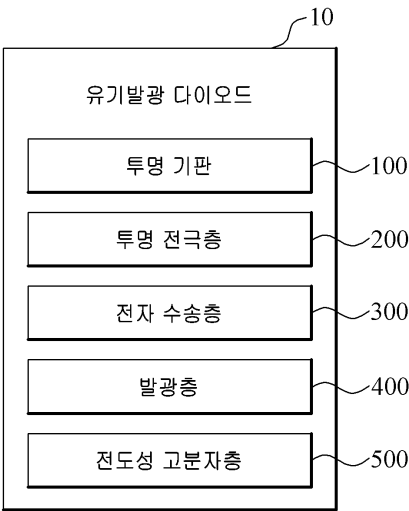 10
유기발광 다이오드
투명 기판 100
투명 전극층 200
전자 수송층 300
발광층 400
전도성 고분자층 500